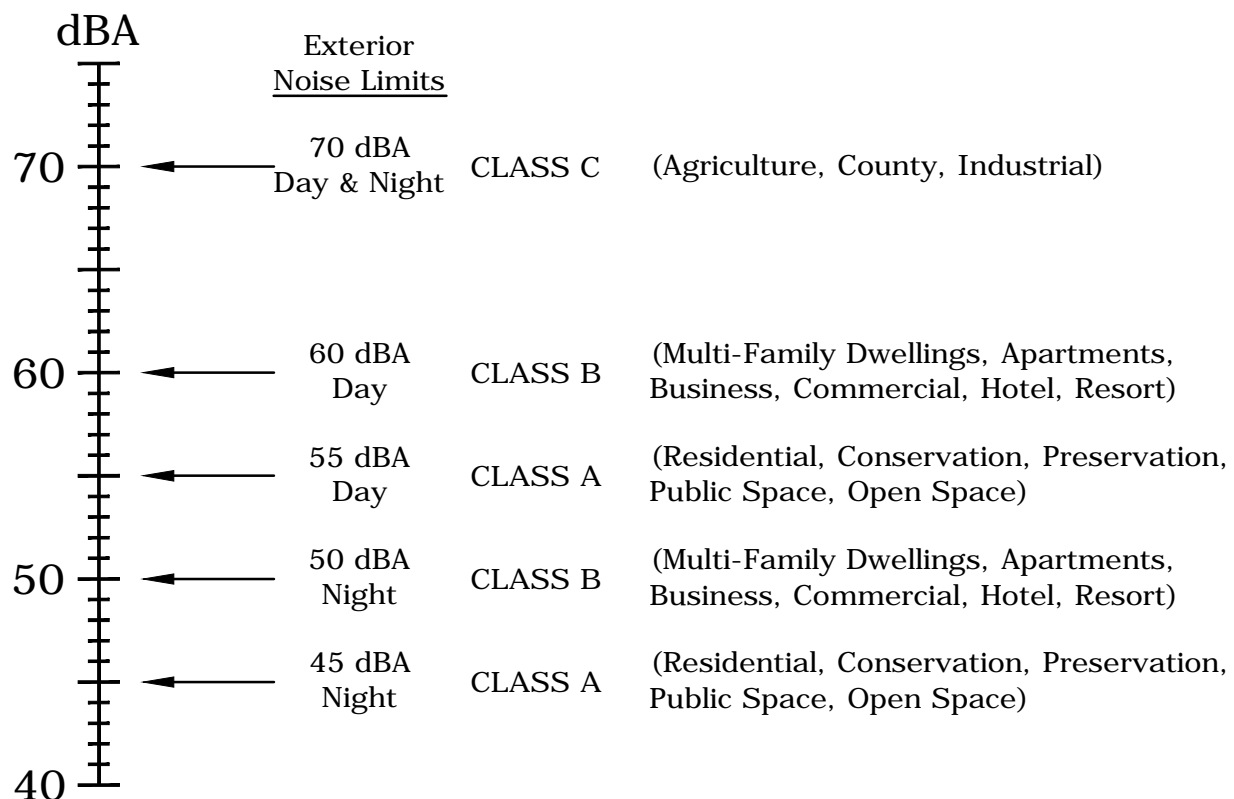 dBA
Exterior
Noise Limits
70
70 dBA
Day & Night
CLASS C
(Agriculture, County, Industrial)
60
60 dBA
Day
CLASS B
(Multi-Family Dwellings, Apartments,
Business, Commercial, Hotel, Resort)
55 dBA
Day
CLASS A
(Residential, Conservation, Preservation,
Public Space, Open Space)
50
50 dBA
Night
CLASS B
(Multi-Family Dwellings, Apartments,
Business, Commercial, Hotel, Resort)
45 dBA
Night
CLASS A
(Residential, Conservation, Preservation,
Public Space, Open Space)
40